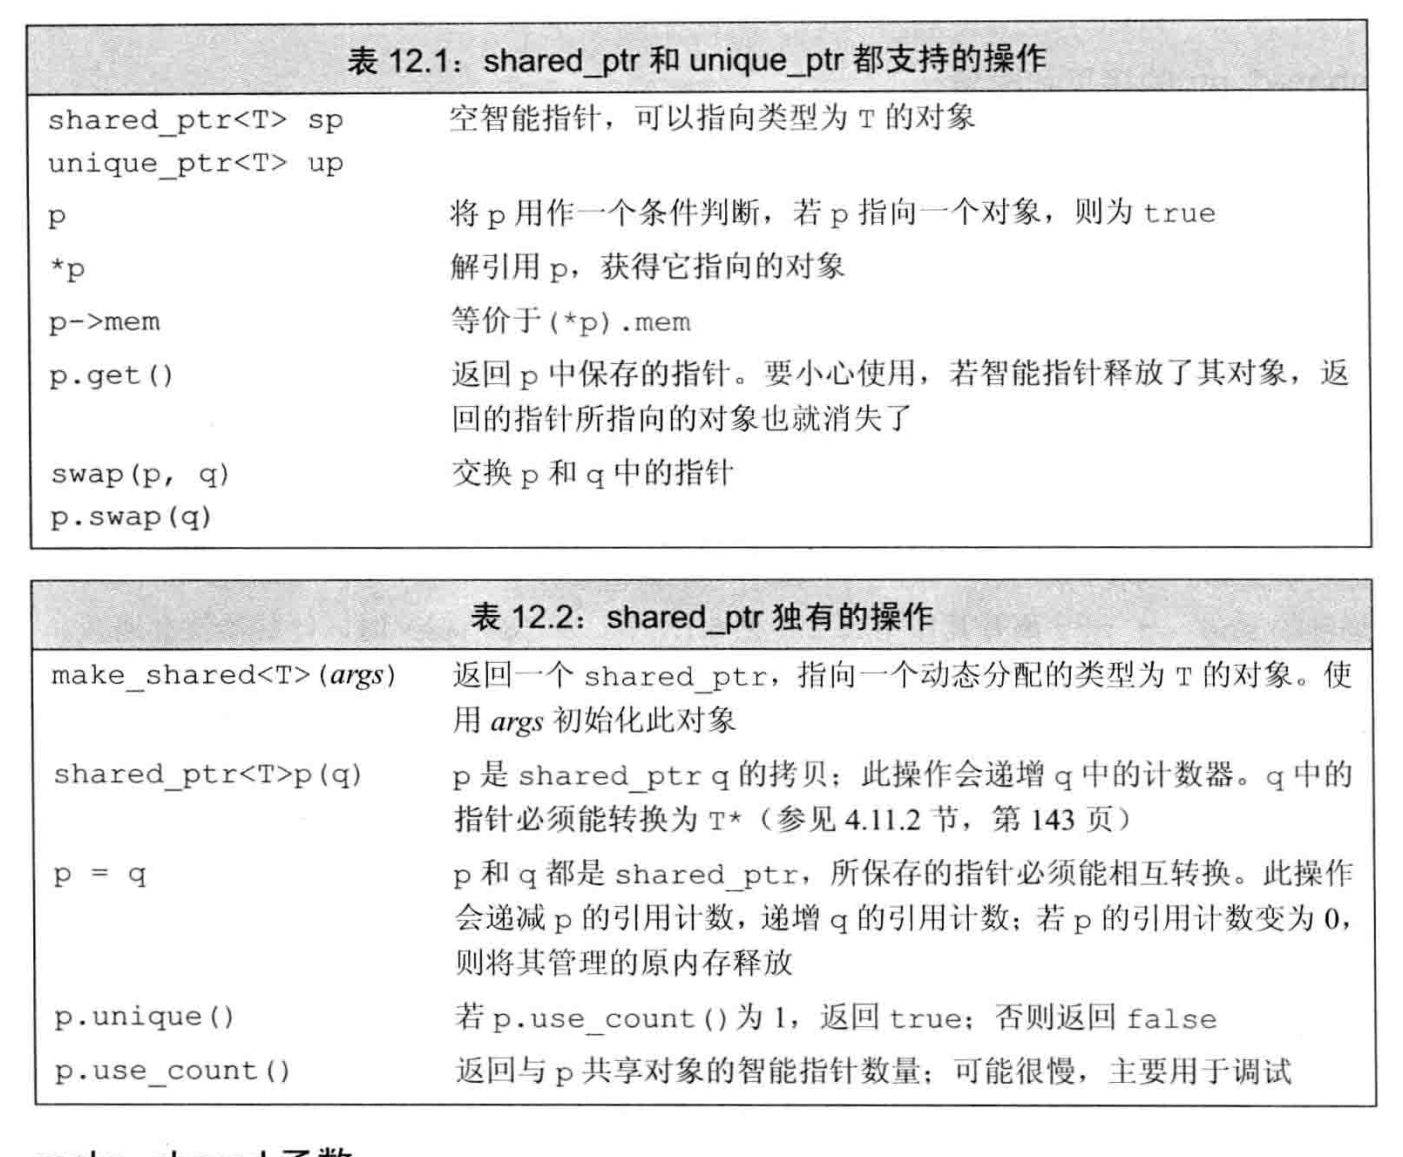 表 12.1：shared_ptr 和 unique_ptr 都支持的操作
shared_ptr<T> sp 空智能指针，可以指向类型为 T 的对象
unique_ptr<T> up
p 将 p 用作一个条件判断，若 p 指向一个对象，则为 true
*p 解引用 p，获得它指向的对象
p->mem 等价于(*p).mem
p.get() 返回 p 中保存的指针。要小心使用，若智能指针释放了其对象，返
回的指针所指向的对象也就消失了
swap(p, q) 交换 p 和 q 中的指针
p.swap(q)
表 12.2：shared_ptr 独有的操作
make_shared<T>(args) 返回一个 shared_ptr，指向一个动态分配的类型为 T 的对象。使
用 args 初始化此对象
shared_ptr<T>p(q) p 是 shared_ptr q 的拷贝；此操作会递增 q 中的计数器。q 中的
指针必须能转换为 T*（参见 4.11.2 节，第 143 页）
p = q p 和 q 都是 shared_ptr，所保存的指针必须能相互转换。此操作
会递减 p 的引用计数，递增 q 的引用计数；若 p 的引用计数变为 0，
则将其管理的原内存释放
p.unique() 若 p.use_count()为 1，返回 true；否则返回 false
p.use_count() 返回与 p 共享对象的智能指针数量；可能很慢，主要用于调试